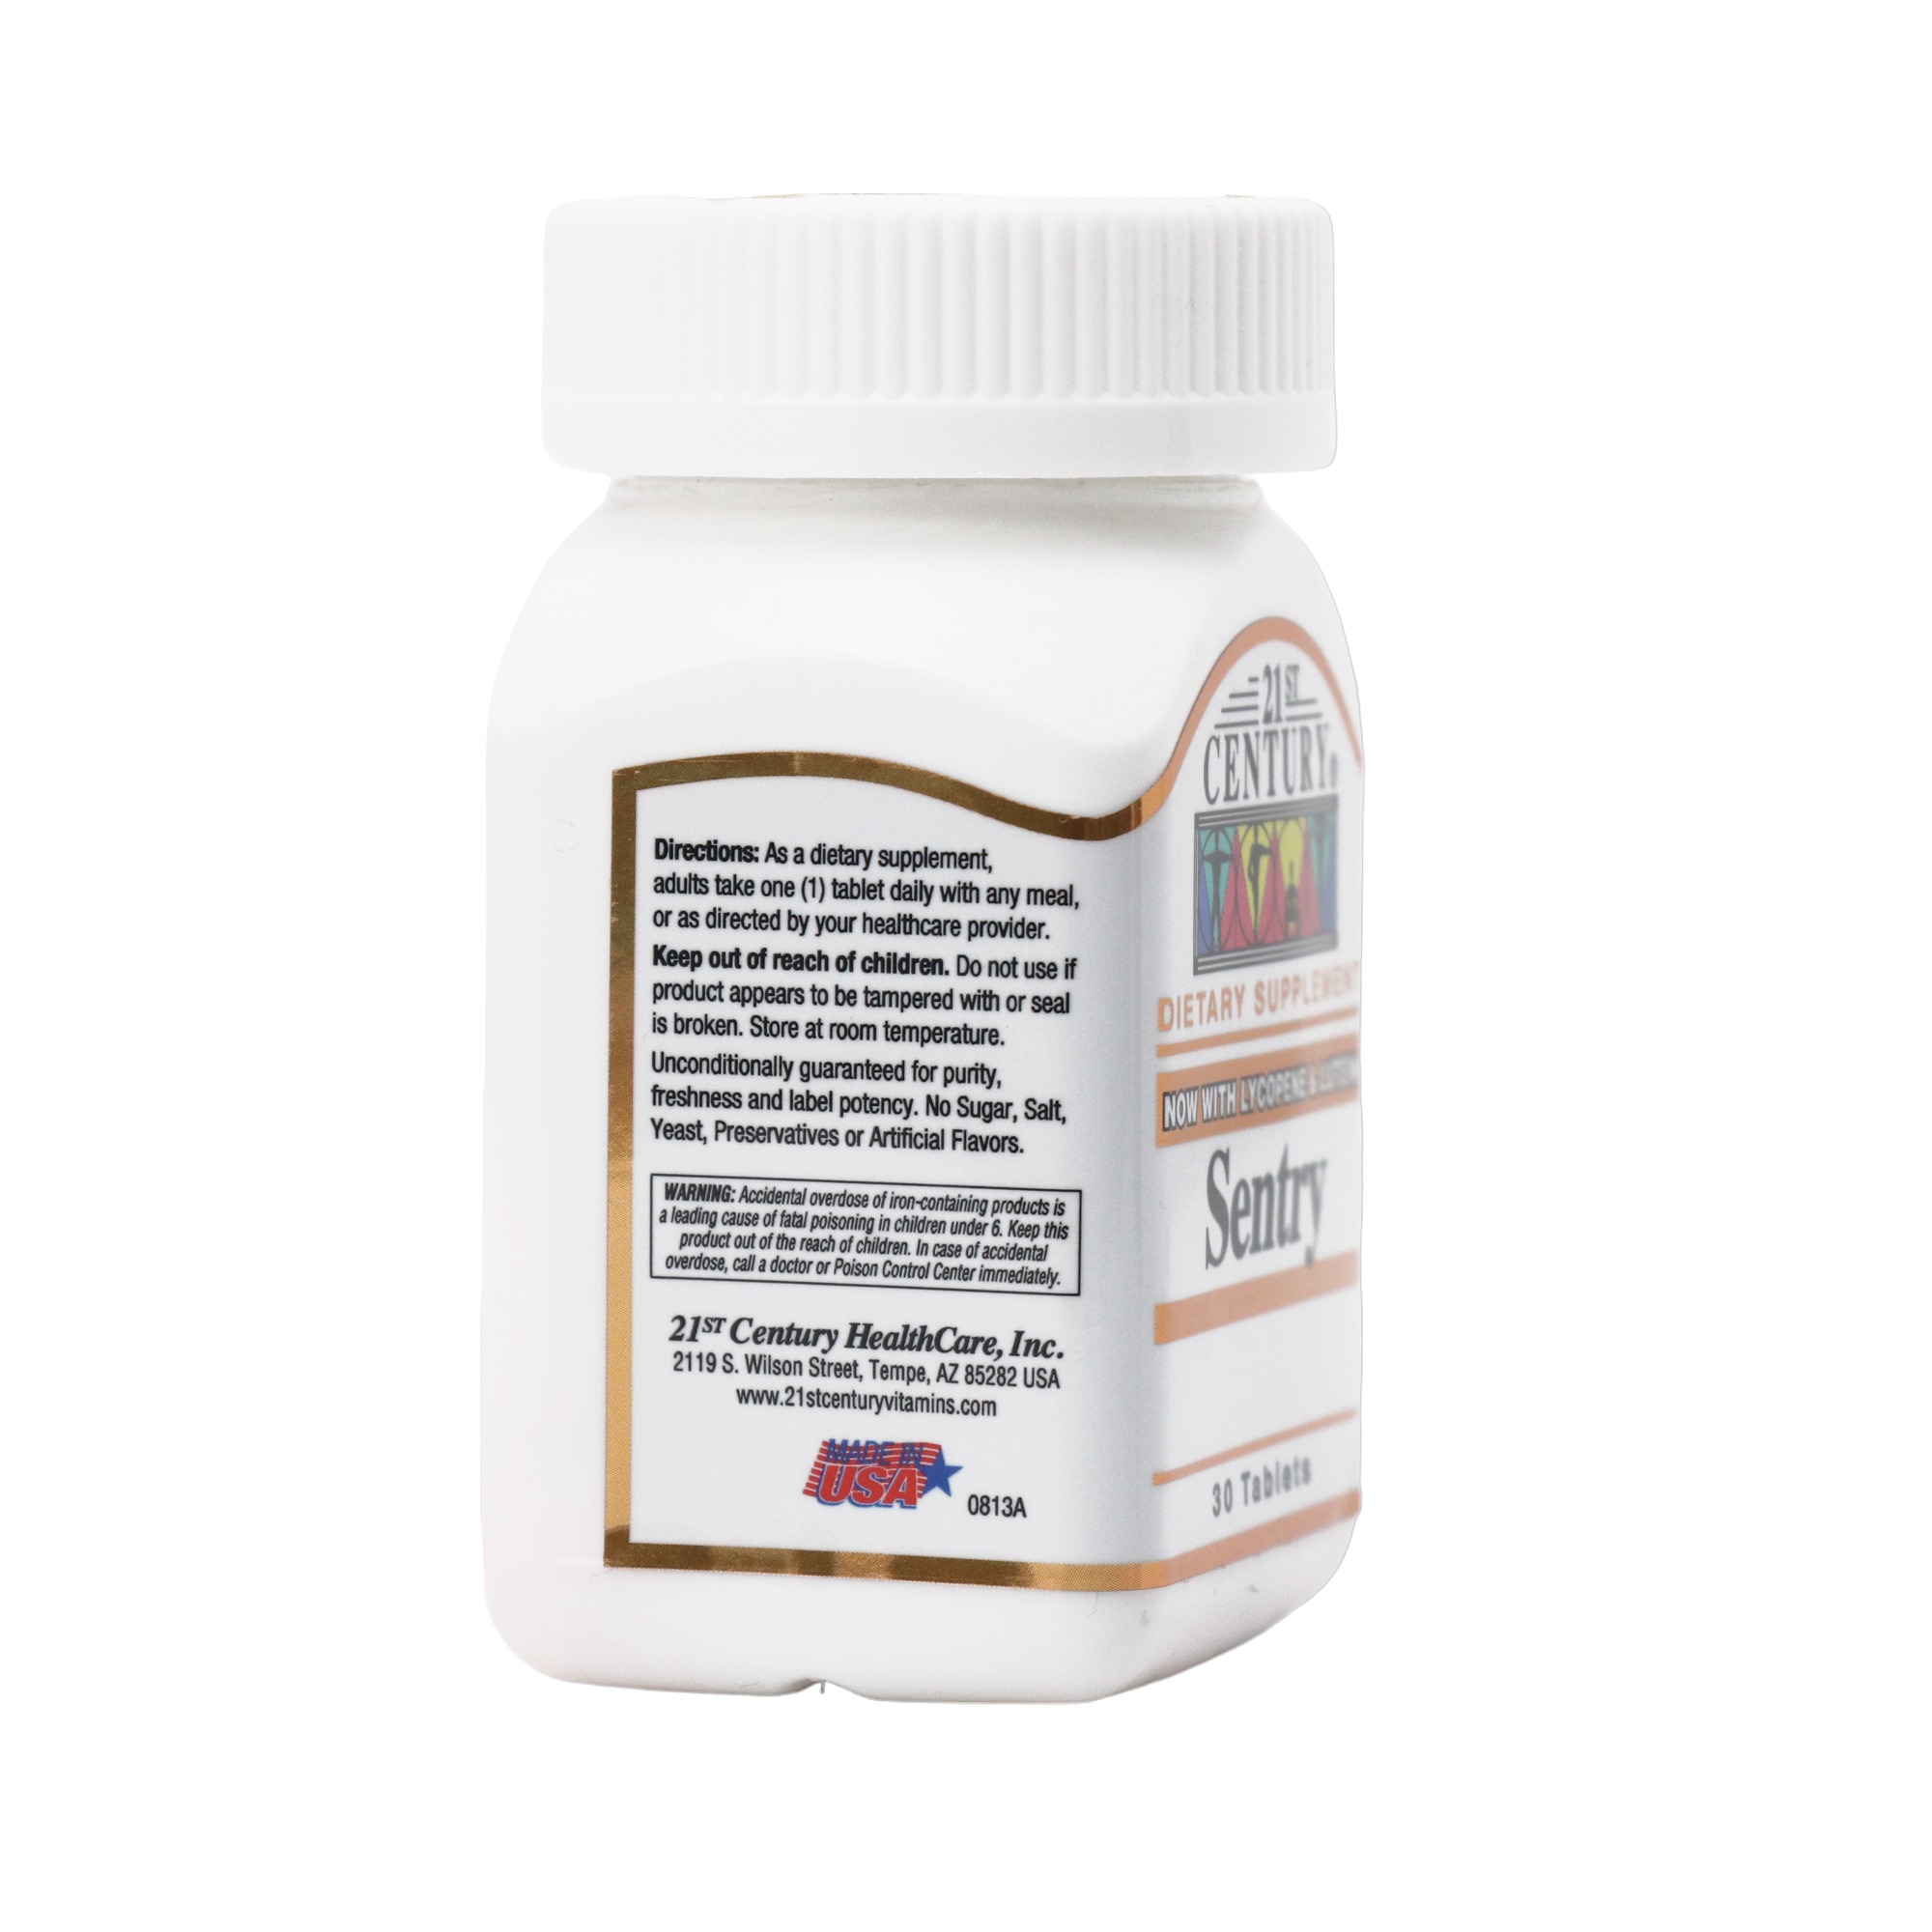 Directions: As a dietary supplement,
adults take one (1) tablet daily with any meal,
or as directed by your healthcare provider.
Keep out of reach of children. Do not use if
product appears to be tampered with or seal
is broken. Store at room temperature.
Unconditionally guaranteed for purity,
freshness and label potency. No Sugar, Salt,
Yeast, Preservatives or Artificial Flavors.
WARNING: Accidental overdose of iron-containing products is
a leading cause of fatal poisoning in children under 6. Keep this
product out of the reach of children. In case of accidental
overdose, call a doctor or Poison Control Center immediately.
21ST Century HealthCare, Inc.
2119 S. Wilson Street, Tempe, AZ 85282 USA
www.21stcenturyvitamins.com
MADE IN
USA
0813A
21ST
CENTURY®
DIETARY SUPPLEMENT
NOW WITH LYCOPENE & LUTEIN
Sentry
30 Tablets